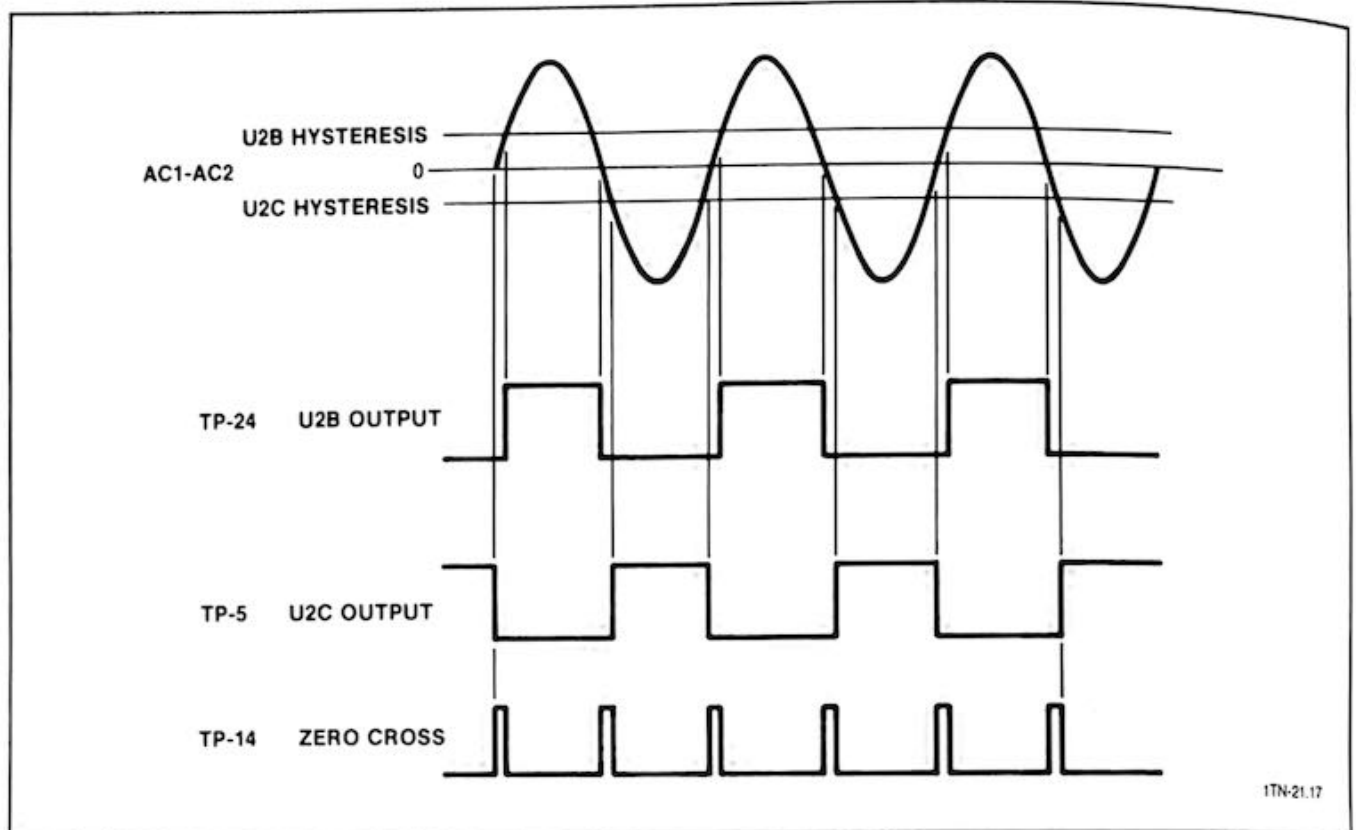 U2B HYSTERESIS
AC1-AC2 0
U2C HYSTERESIS
TP-24 U2B OUTPUT
TP-5 U2C OUTPUT
TP-14 ZERO CROSS
1TN-21.17